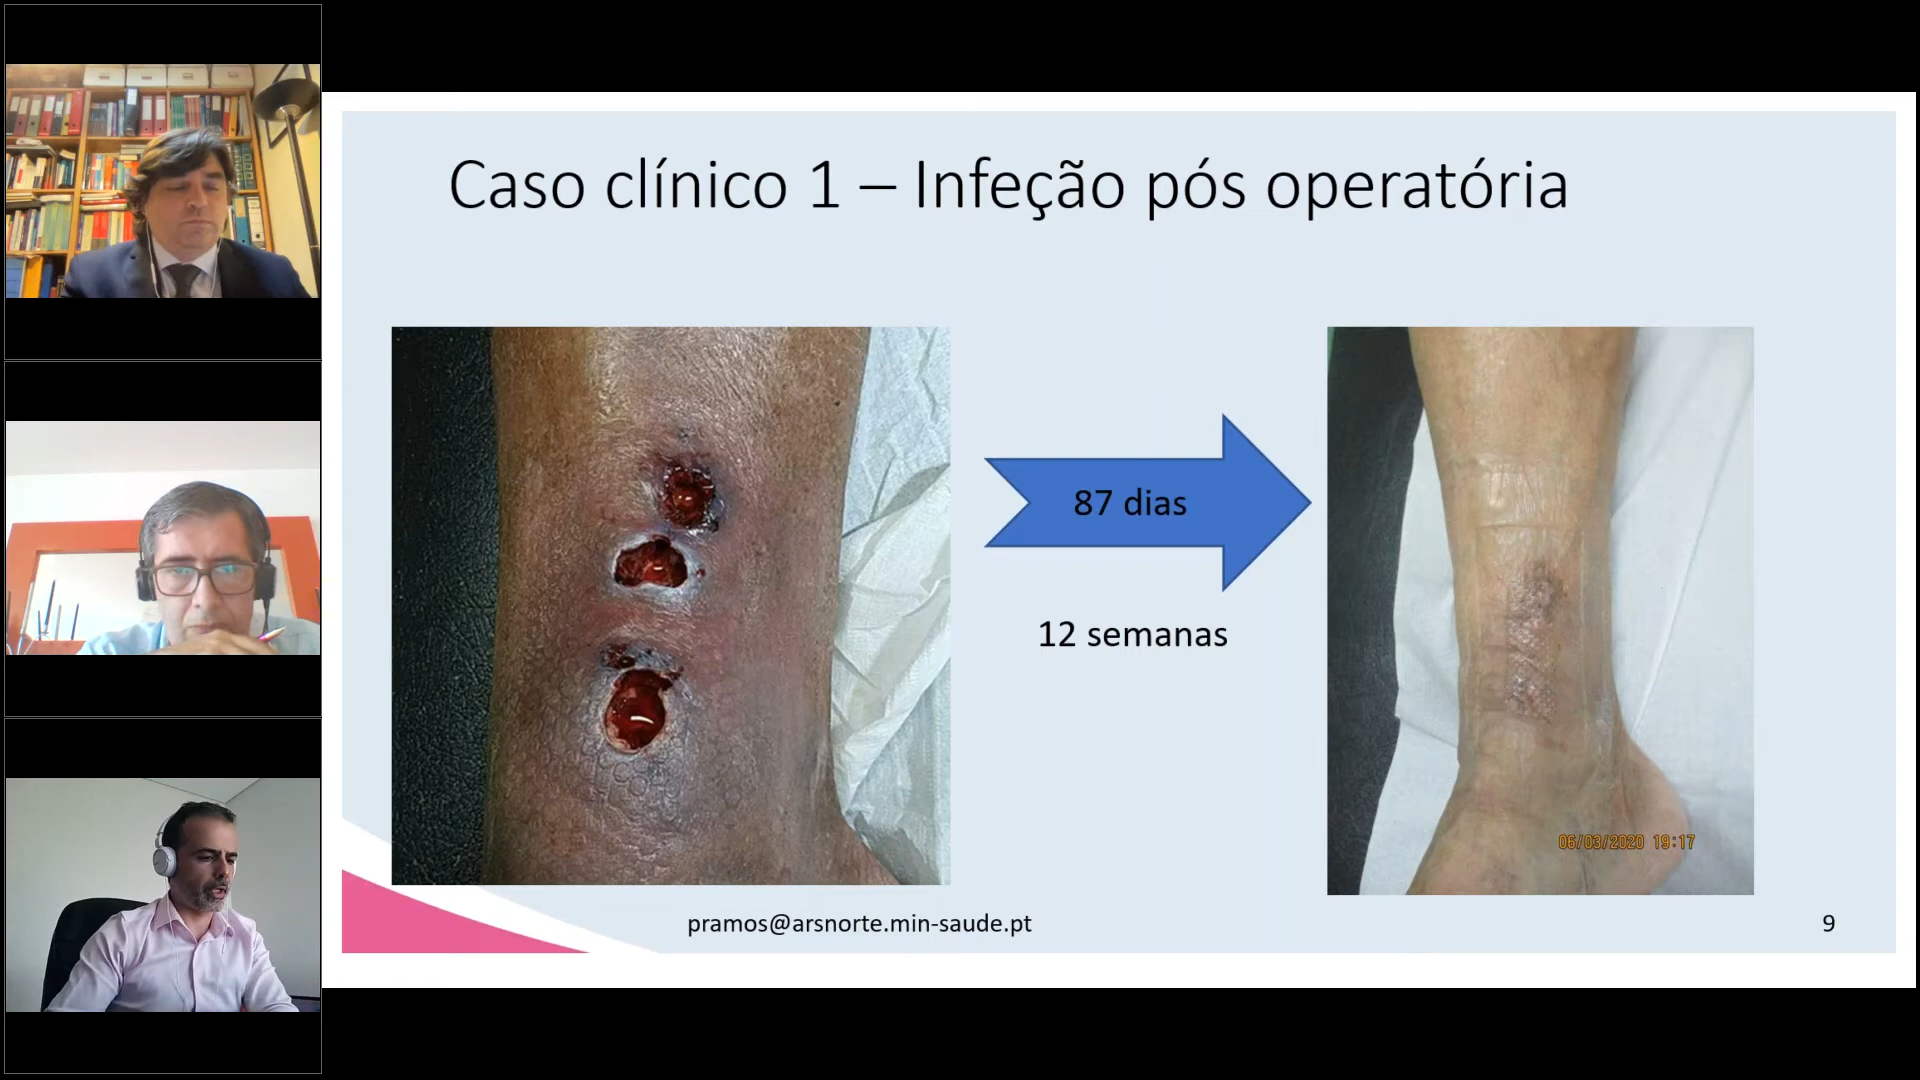 Caso clínico 1 – Infeção pós operatória
87 dias
12 semanas
06/03/2020 19:17
pramos@arsnorte.min-saude.pt
9